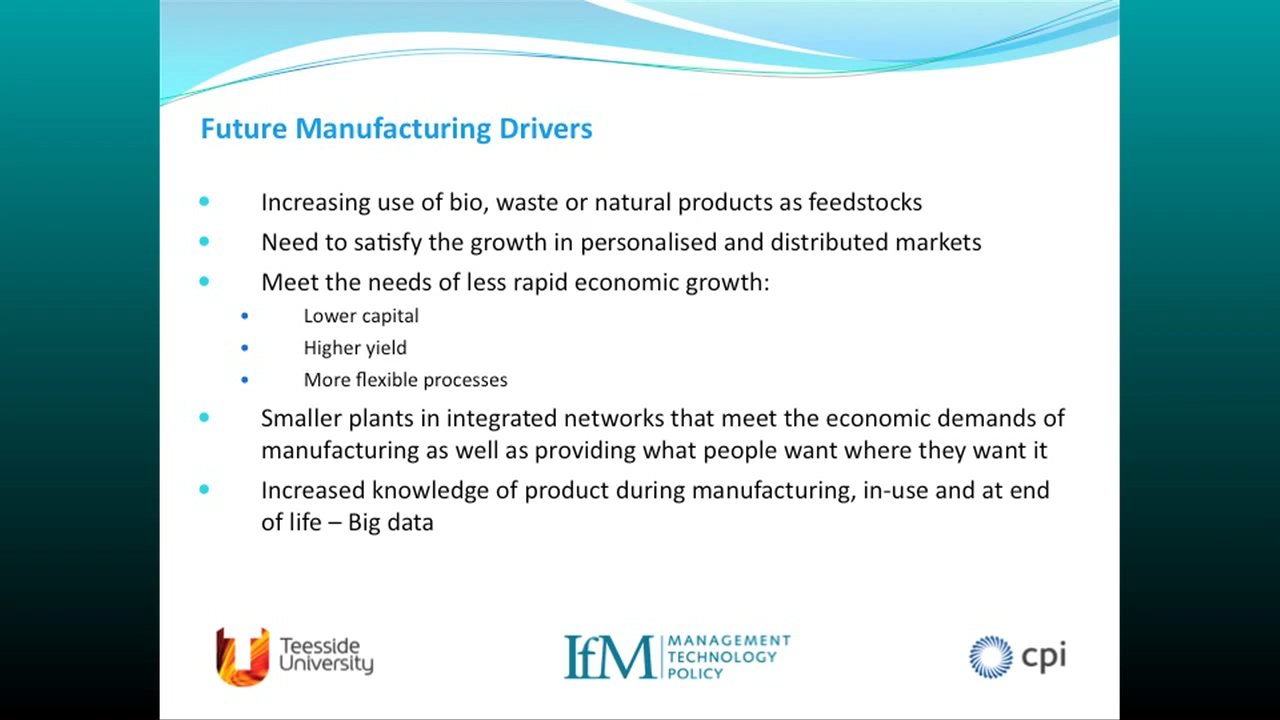 Future Manufacturing Drivers
Increasing use of bio, waste or natural products as feedstocks
Need to satisfy the growth in personalised and distributed markets
Meet the needs of less rapid economic growth:
Lower capital
Higher yield
More flexible processes
Smaller plants in integrated networks that meet the economic demands of
manufacturing as well as providing what people want where they want it
Increased knowledge of product during manufacturing, in-use and at end
of life – Big data
Teesside
University
IfM
MANAGEMENT
TECHNOLOGY
POLICY
cpi